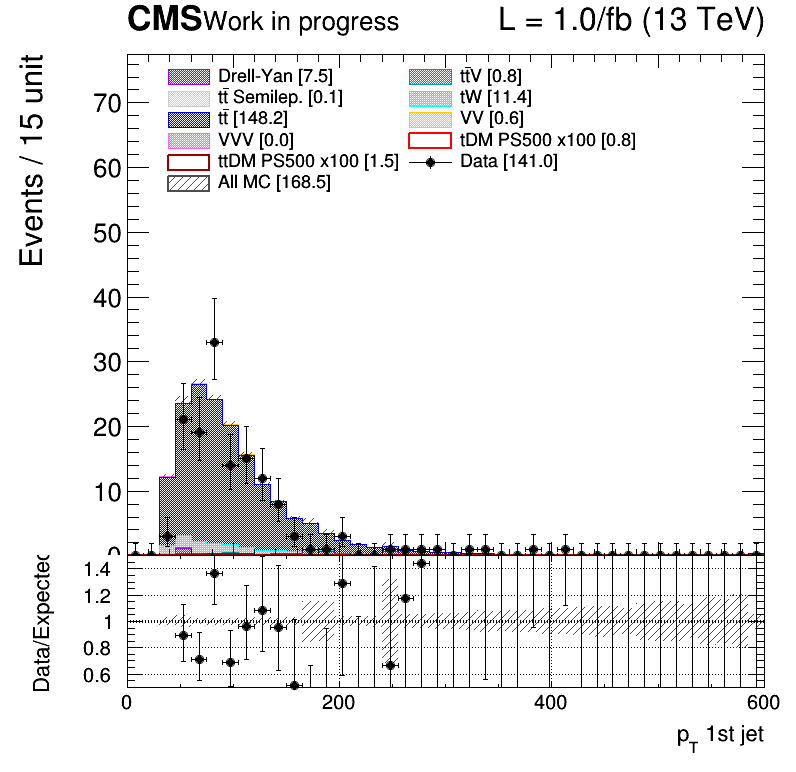 CMS Work in progress L = 1.0/fb (13 TeV)
Events / 15 unit
Drell-Yan [7.5] tt̄V [0.8]
tt̄ Semilep. [0.1] tW [11.4]
tt̄ [148.2] VV [0.6]
VVV [0.0] tDM PS500 x100 [0.8]
ttDM PS500 x100 [1.5] Data [141.0]
All MC [168.5]
70
60
50
40
30
20
10
0
Data/Expected
1.4
1.2
1
0.8
0.6
0 200 400 600
p_T 1st jet